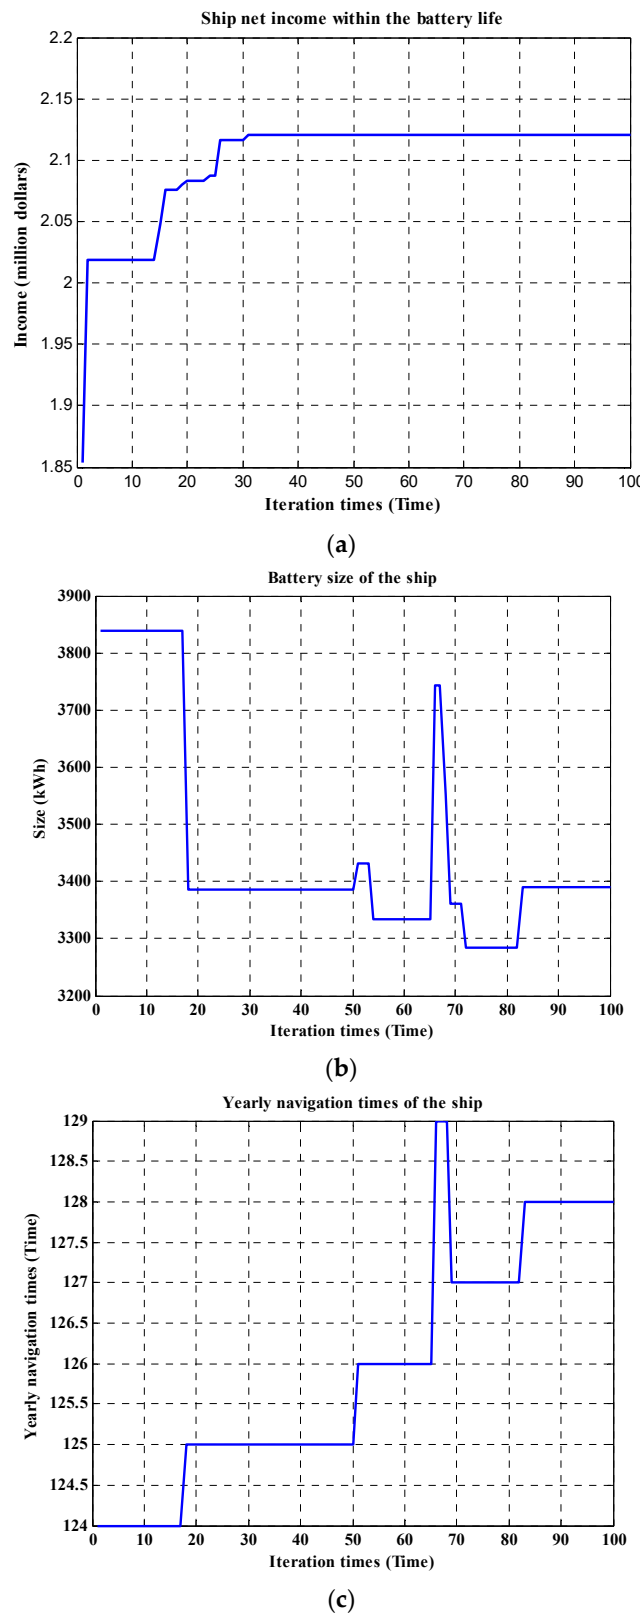 Ship net income within the battery life
2.2
2.15
2.1
2.05
2
1.95
1.9
1.85
Income (million dollars)
0 10 20 30 40 50 60 70 80 90 100
Iteration times (Time)
(a)
Battery size of the ship
3900
3800
3700
3600
3500
3400
3300
3200
Size (kWh)
0 10 20 30 40 50 60 70 80 90 100
Iteration times (Time)
(b)
Yearly navigation times of the ship
129
128.5
128
127.5
127
126.5
126
125.5
125
124.5
124
Yearly navigation times (Time)
0 10 20 30 40 50 60 70 80 90 100
Iteration times (Time)
(c)